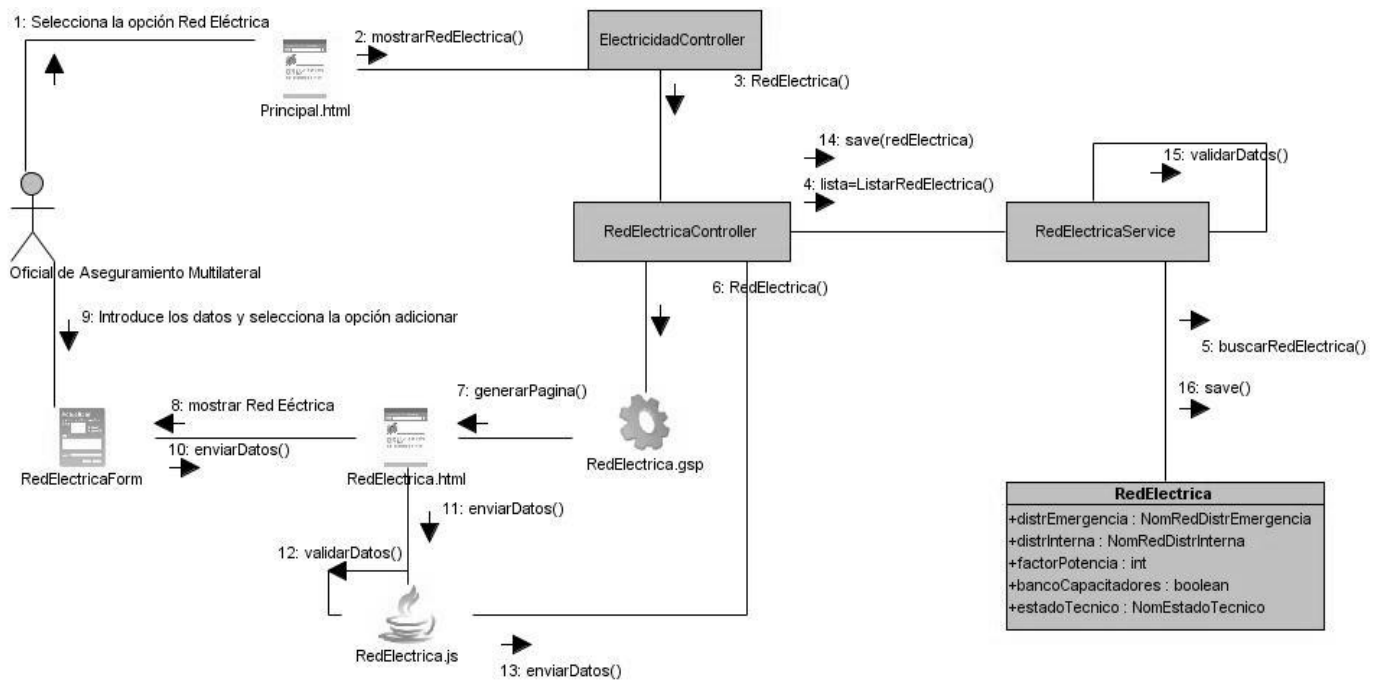 1: Selecciona la opción Red Eléctrica
2: mostrarRedElectrica()
ElectricidadController
Principal.html
3: RedElectrica()
14: save(redElectrica)
15: validarDatos()
4: lista=ListarRedElectrica()
RedElectricaController
RedElectricaService
Oficial de Aseguramiento Multilateral
6: RedElectrica()
9: Introduce los datos y selecciona la opción adicionar
5: buscarRedElectrica()
7: generarPagina()
16: save()
8: mostrar Red Eéctrica
10: enviarDatos()
RedElectrica.gsp
RedElectricaForm
RedElectrica.html
RedElectrica
11: enviarDatos()
+distrEmergencia : NomRedDistrEmergencia
+distrInterna : NomRedDistrInterna
12: validarDatos()
+factorPotencia : int
+bancoCapacitadores : boolean
+estadoTecnico : NomEstadoTecnico
RedElectrica.js
13: enviarDatos()